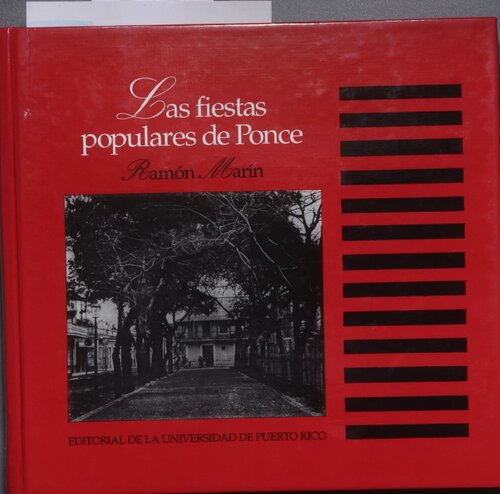 Las fiestas
populares de Ponce
Ramón Marín
EDITORIAL DE LA UNIVERSIDAD DE PUERTO RICO